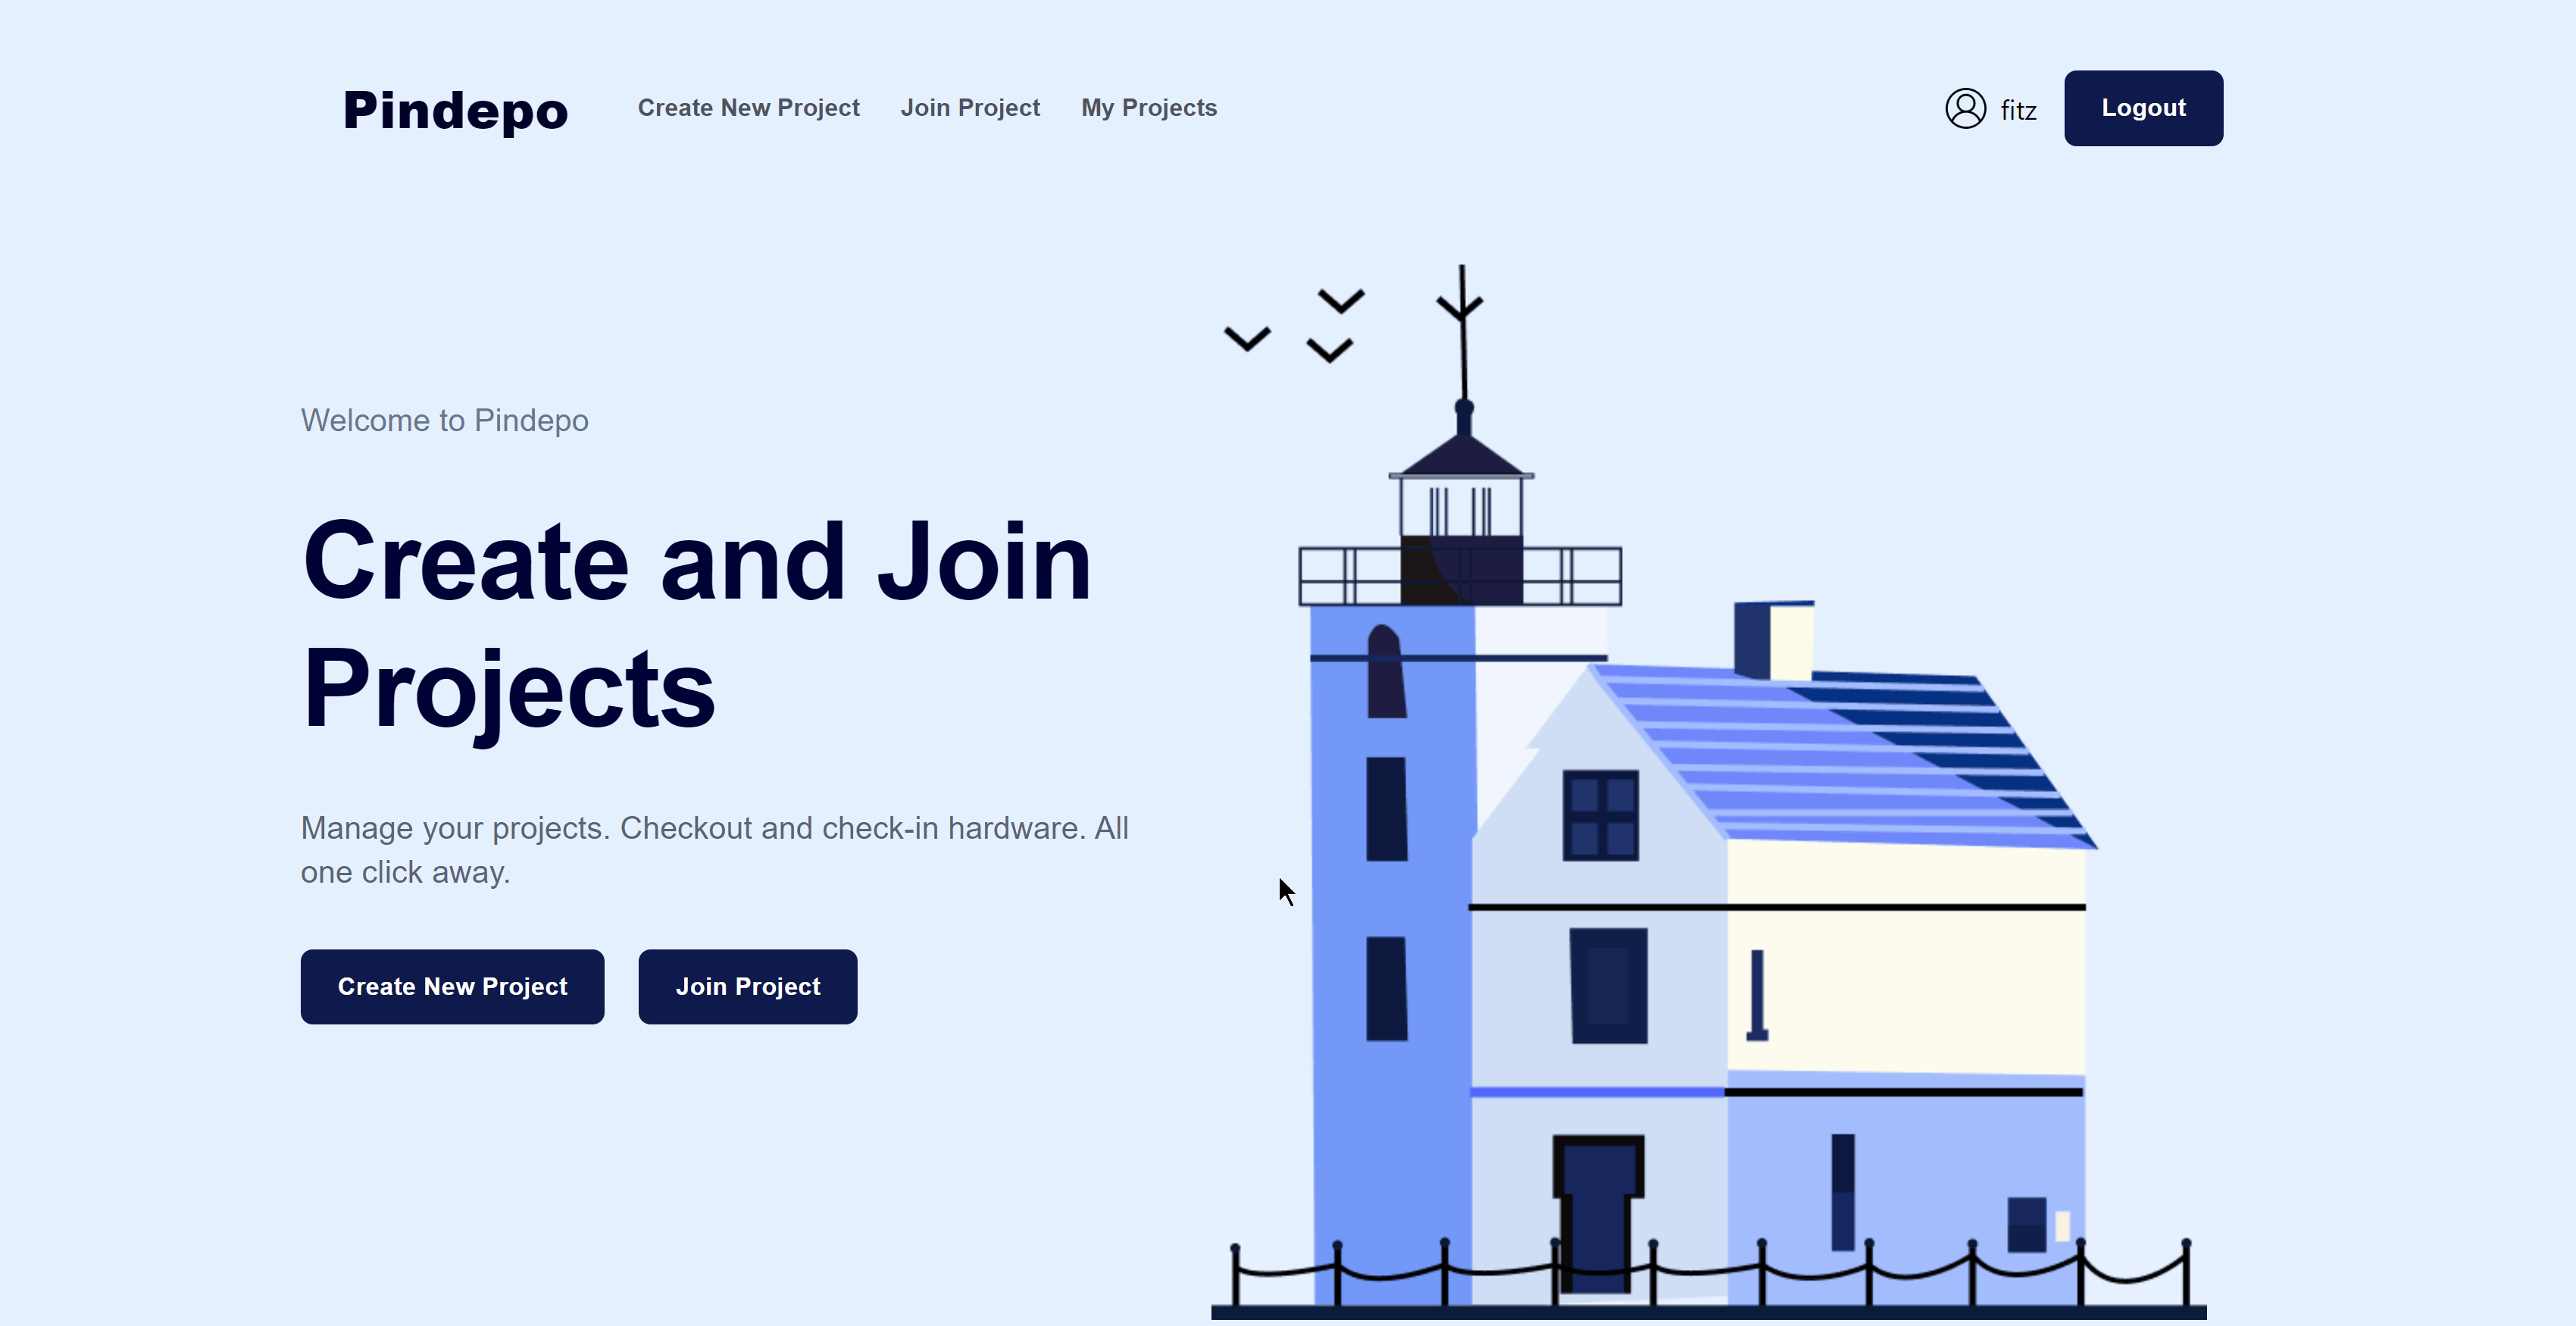 Pindepo
Create New Project
Join Project
My Projects
fitz
Logout
Welcome to Pindepo
Create and Join
Projects
Manage your projects. Checkout and check-in hardware. All
one click away.
Create New Project
Join Project